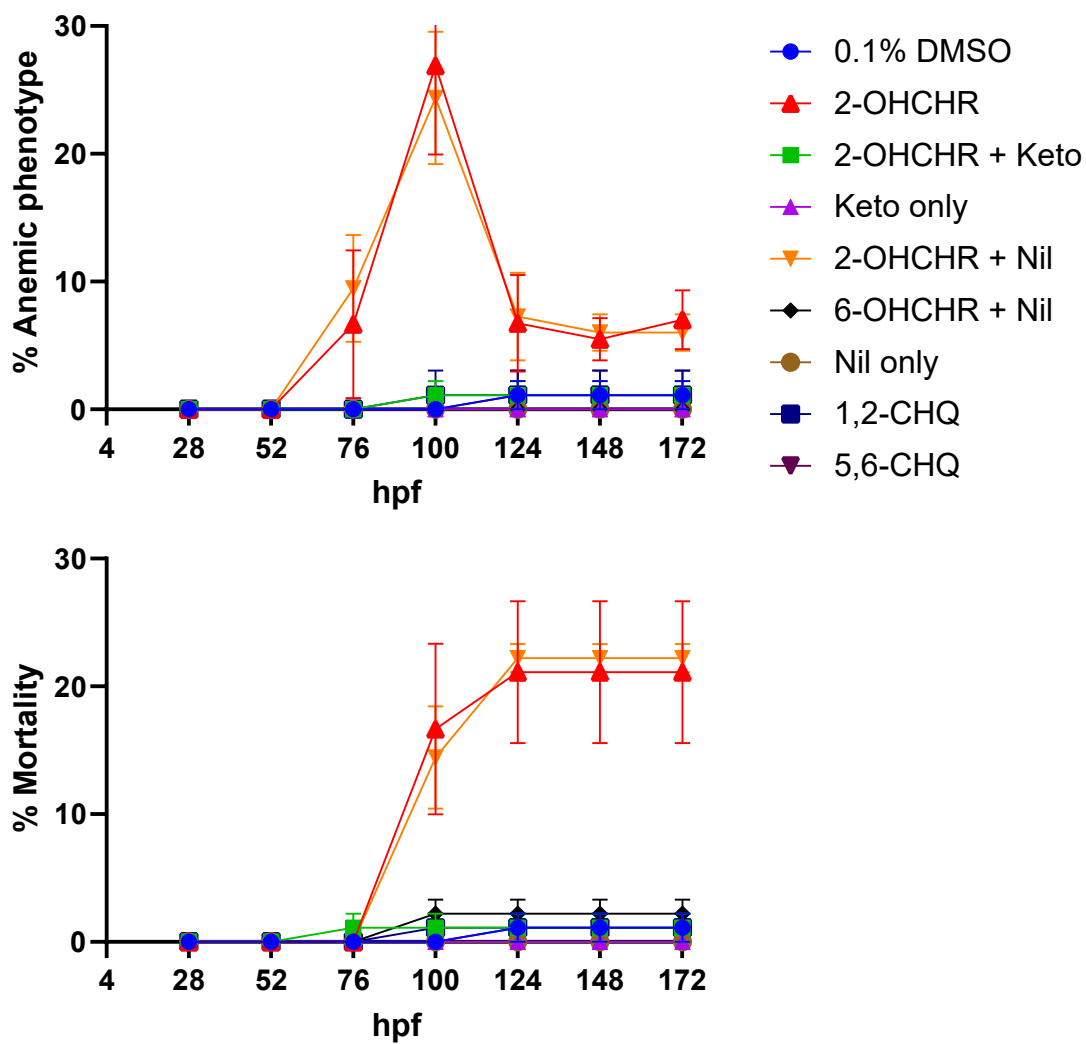 % Anemic phenotype
30
20
10
0
4 28 52 76 100 124 148 172
hpf
0.1% DMSO
2-OHCHR
2-OHCHR + Keto
Keto only
2-OHCHR + Nil
6-OHCHR + Nil
Nil only
1,2-CHQ
5,6-CHQ
% Mortality
30
20
10
0
4 28 52 76 100 124 148 172
hpf